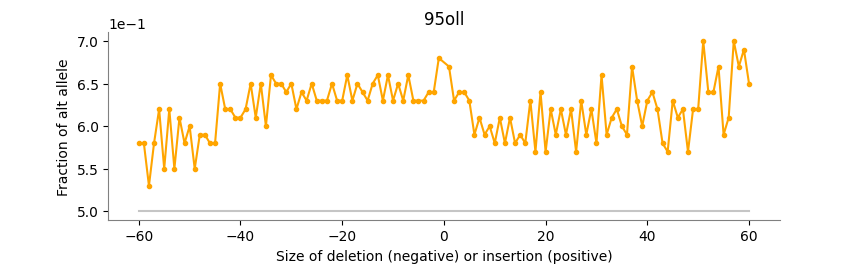 95oll
1e−1
7.0
6.5
6.0
5.5
5.0
Fraction of alt allele
−60 −40 −20 0 20 40 60
Size of deletion (negative) or insertion (positive)